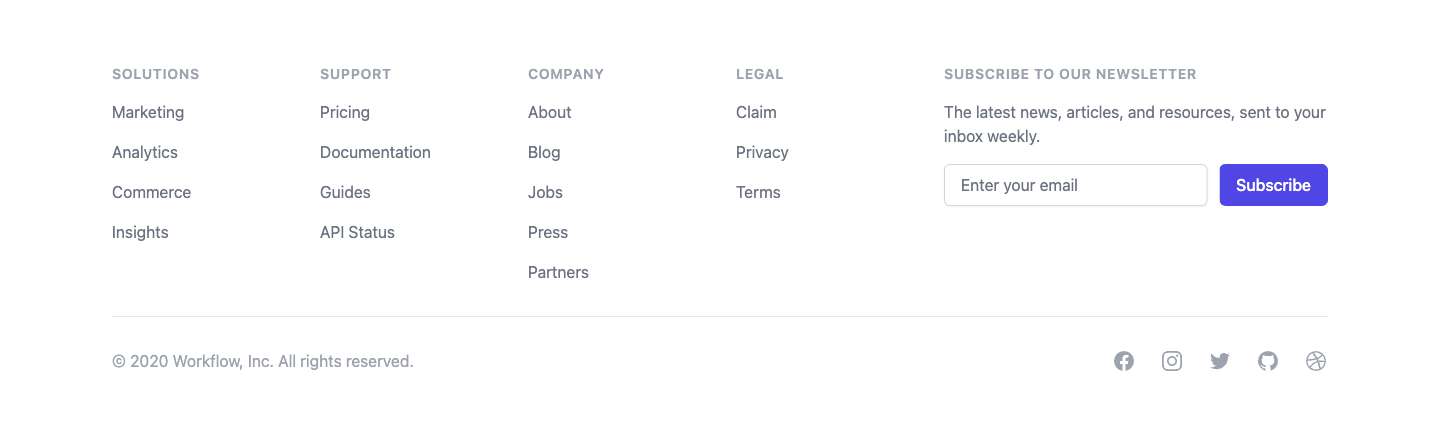 SOLUTIONS
Marketing
Analytics
Commerce
Insights
SUPPORT
Pricing
Documentation
Guides
API Status
COMPANY
About
Blog
Jobs
Press
Partners
LEGAL
Claim
Privacy
Terms
SUBSCRIBE TO OUR NEWSLETTER
The latest news, articles, and resources, sent to your
inbox weekly.
Enter your email
Subscribe
© 2020 Workflow, Inc. All rights reserved.